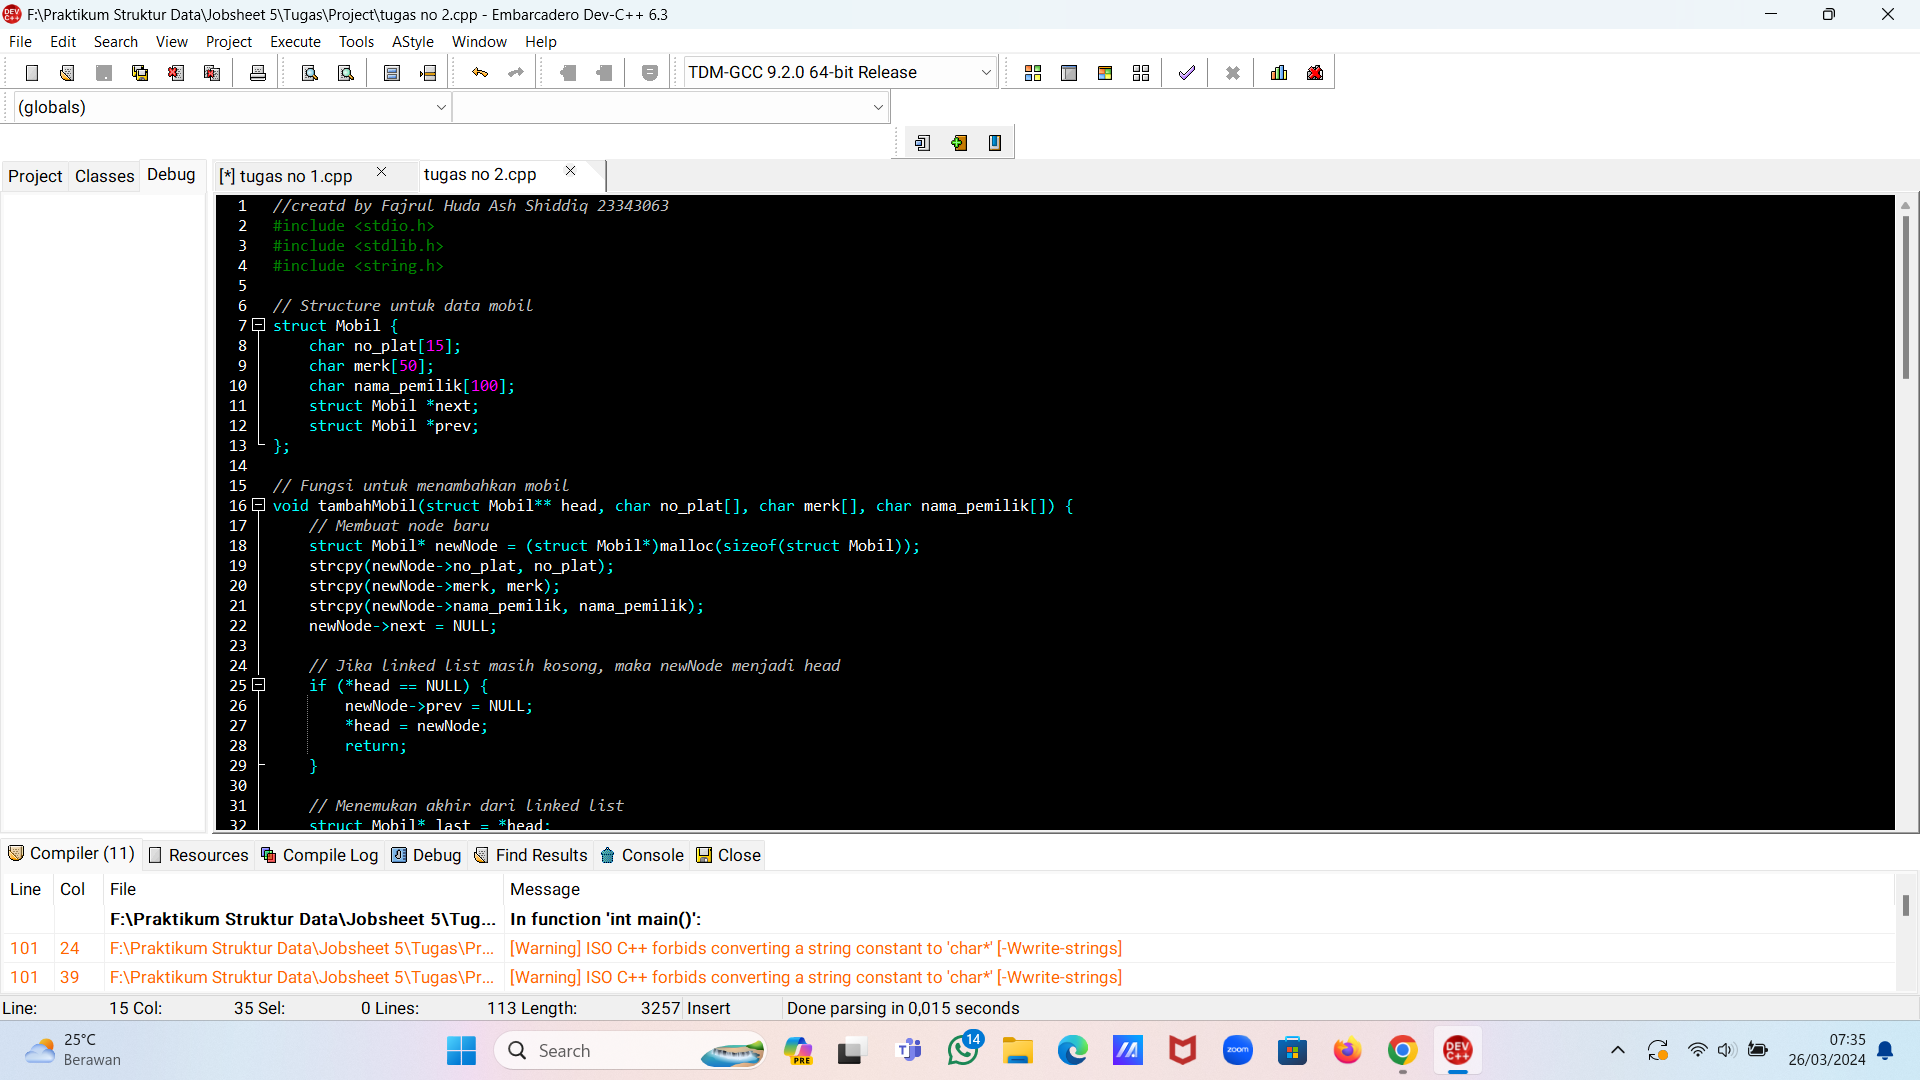 F:\Praktikum Struktur Data\Jobsheet 5\Tugas\Project\tugas no 2.cpp - Embarcadero Dev-C++ 6.3
File Edit Search View Project Execute Tools AStyle Window Help
TDM-GCC 9.2.0 64-bit Release
(globals)
Project Classes Debug [*] tugas no 1.cpp tugas no 2.cpp
1 //creatd by Fajrul Huda Ash Shiddiq 23343063
2 #include <stdio.h>
3 #include <stdlib.h>
4 #include <string.h>
5
6 // Structure untuk data mobil
7 struct Mobil {
8 char no_plat[15];
9 char merk[50];
10 char nama_pemilik[100];
11 struct Mobil *next;
12 struct Mobil *prev;
13 };
14
15 // Fungsi untuk menambahkan mobil
16 void tambahMobil(struct Mobil** head, char no_plat[], char merk[], char nama_pemilik[]) {
17 // Membuat node baru
18 struct Mobil* newNode = (struct Mobil*)malloc(sizeof(struct Mobil));
19 strcpy(newNode->no_plat, no_plat);
20 strcpy(newNode->merk, merk);
21 strcpy(newNode->nama_pemilik, nama_pemilik);
22 newNode->next = NULL;
23
24 // Jika linked list masih kosong, maka newNode menjadi head
25 if (*head == NULL) {
26 newNode->prev = NULL;
27 *head = newNode;
28 return;
29 }
30
31 // Menemukan akhir dari linked list
32 struct Mobil* last = *head;
Compiler (11) Resources Compile Log Debug Find Results Console Close
Line Col File Message
F:\Praktikum Struktur Data\Jobsheet 5\Tug... In function 'int main()':
101 24 F:\Praktikum Struktur Data\Jobsheet 5\Tugas\Pr... [Warning] ISO C++ forbids converting a string constant to 'char*' [-Wwrite-strings]
101 39 F:\Praktikum Struktur Data\Jobsheet 5\Tugas\Pr... [Warning] ISO C++ forbids converting a string constant to 'char*' [-Wwrite-strings]
Line: 15 Col: 35 Sel: 0 Lines: 113 Length: 3257 Insert Done parsing in 0,015 seconds
25°C
Berawan
Search
PRE
14
zoom
DEV C++
07:35
26/03/2024